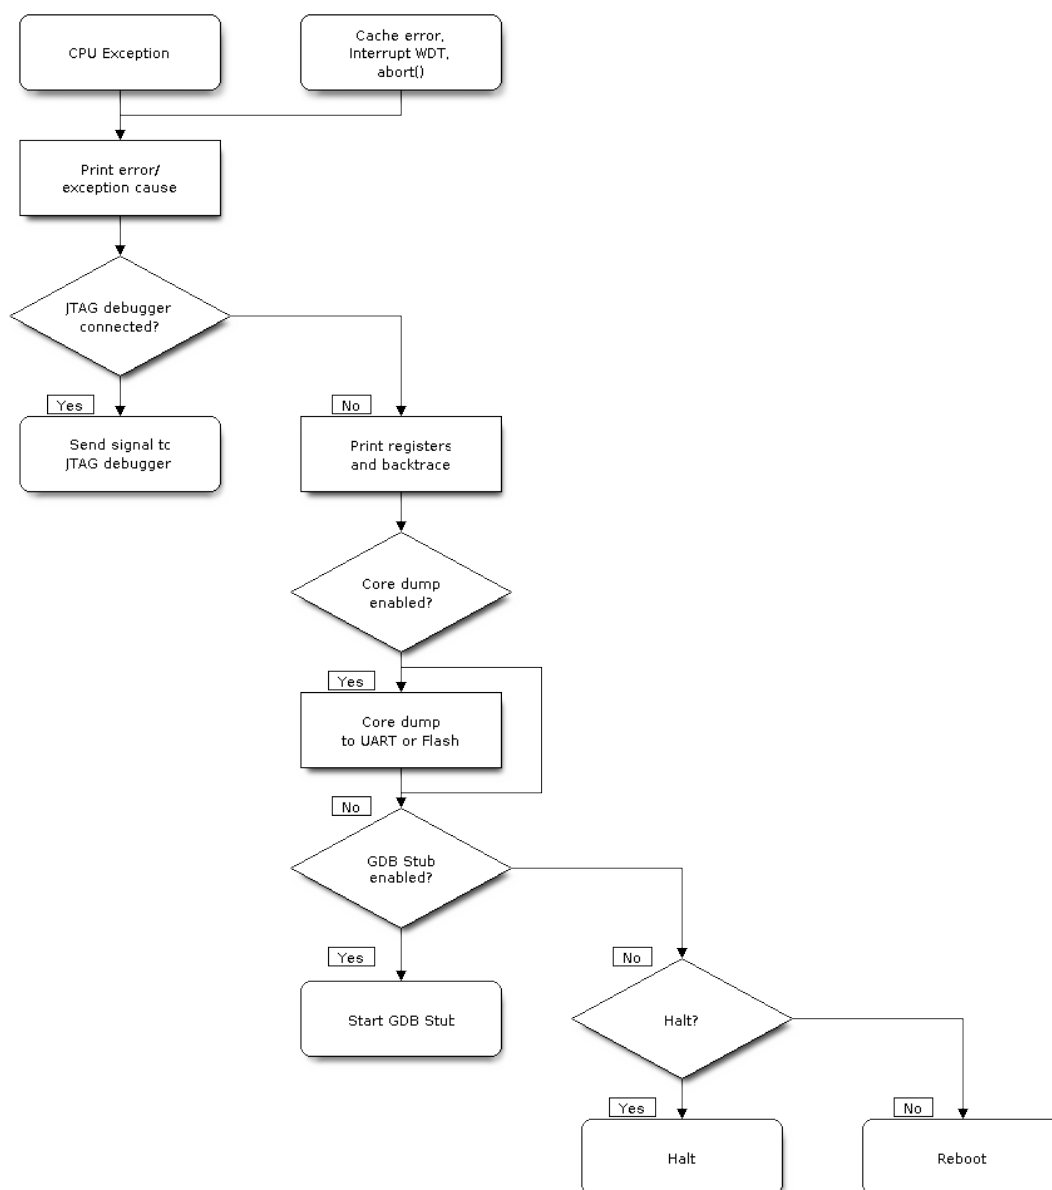 CPU Exception
Cache error,
Interrupt WDT,
abort()
Print error/
exception cause
JTAG debugger
connected?
Yes
No
Send signal to
JTAG debugger
Print registers
and backtrace
Core dump
enabled?
Yes
Core dump
to UART or Flash
No
GDB Stub
enabled?
Yes
No
Start GDB Stub
Halt?
Yes
No
Halt
Reboot